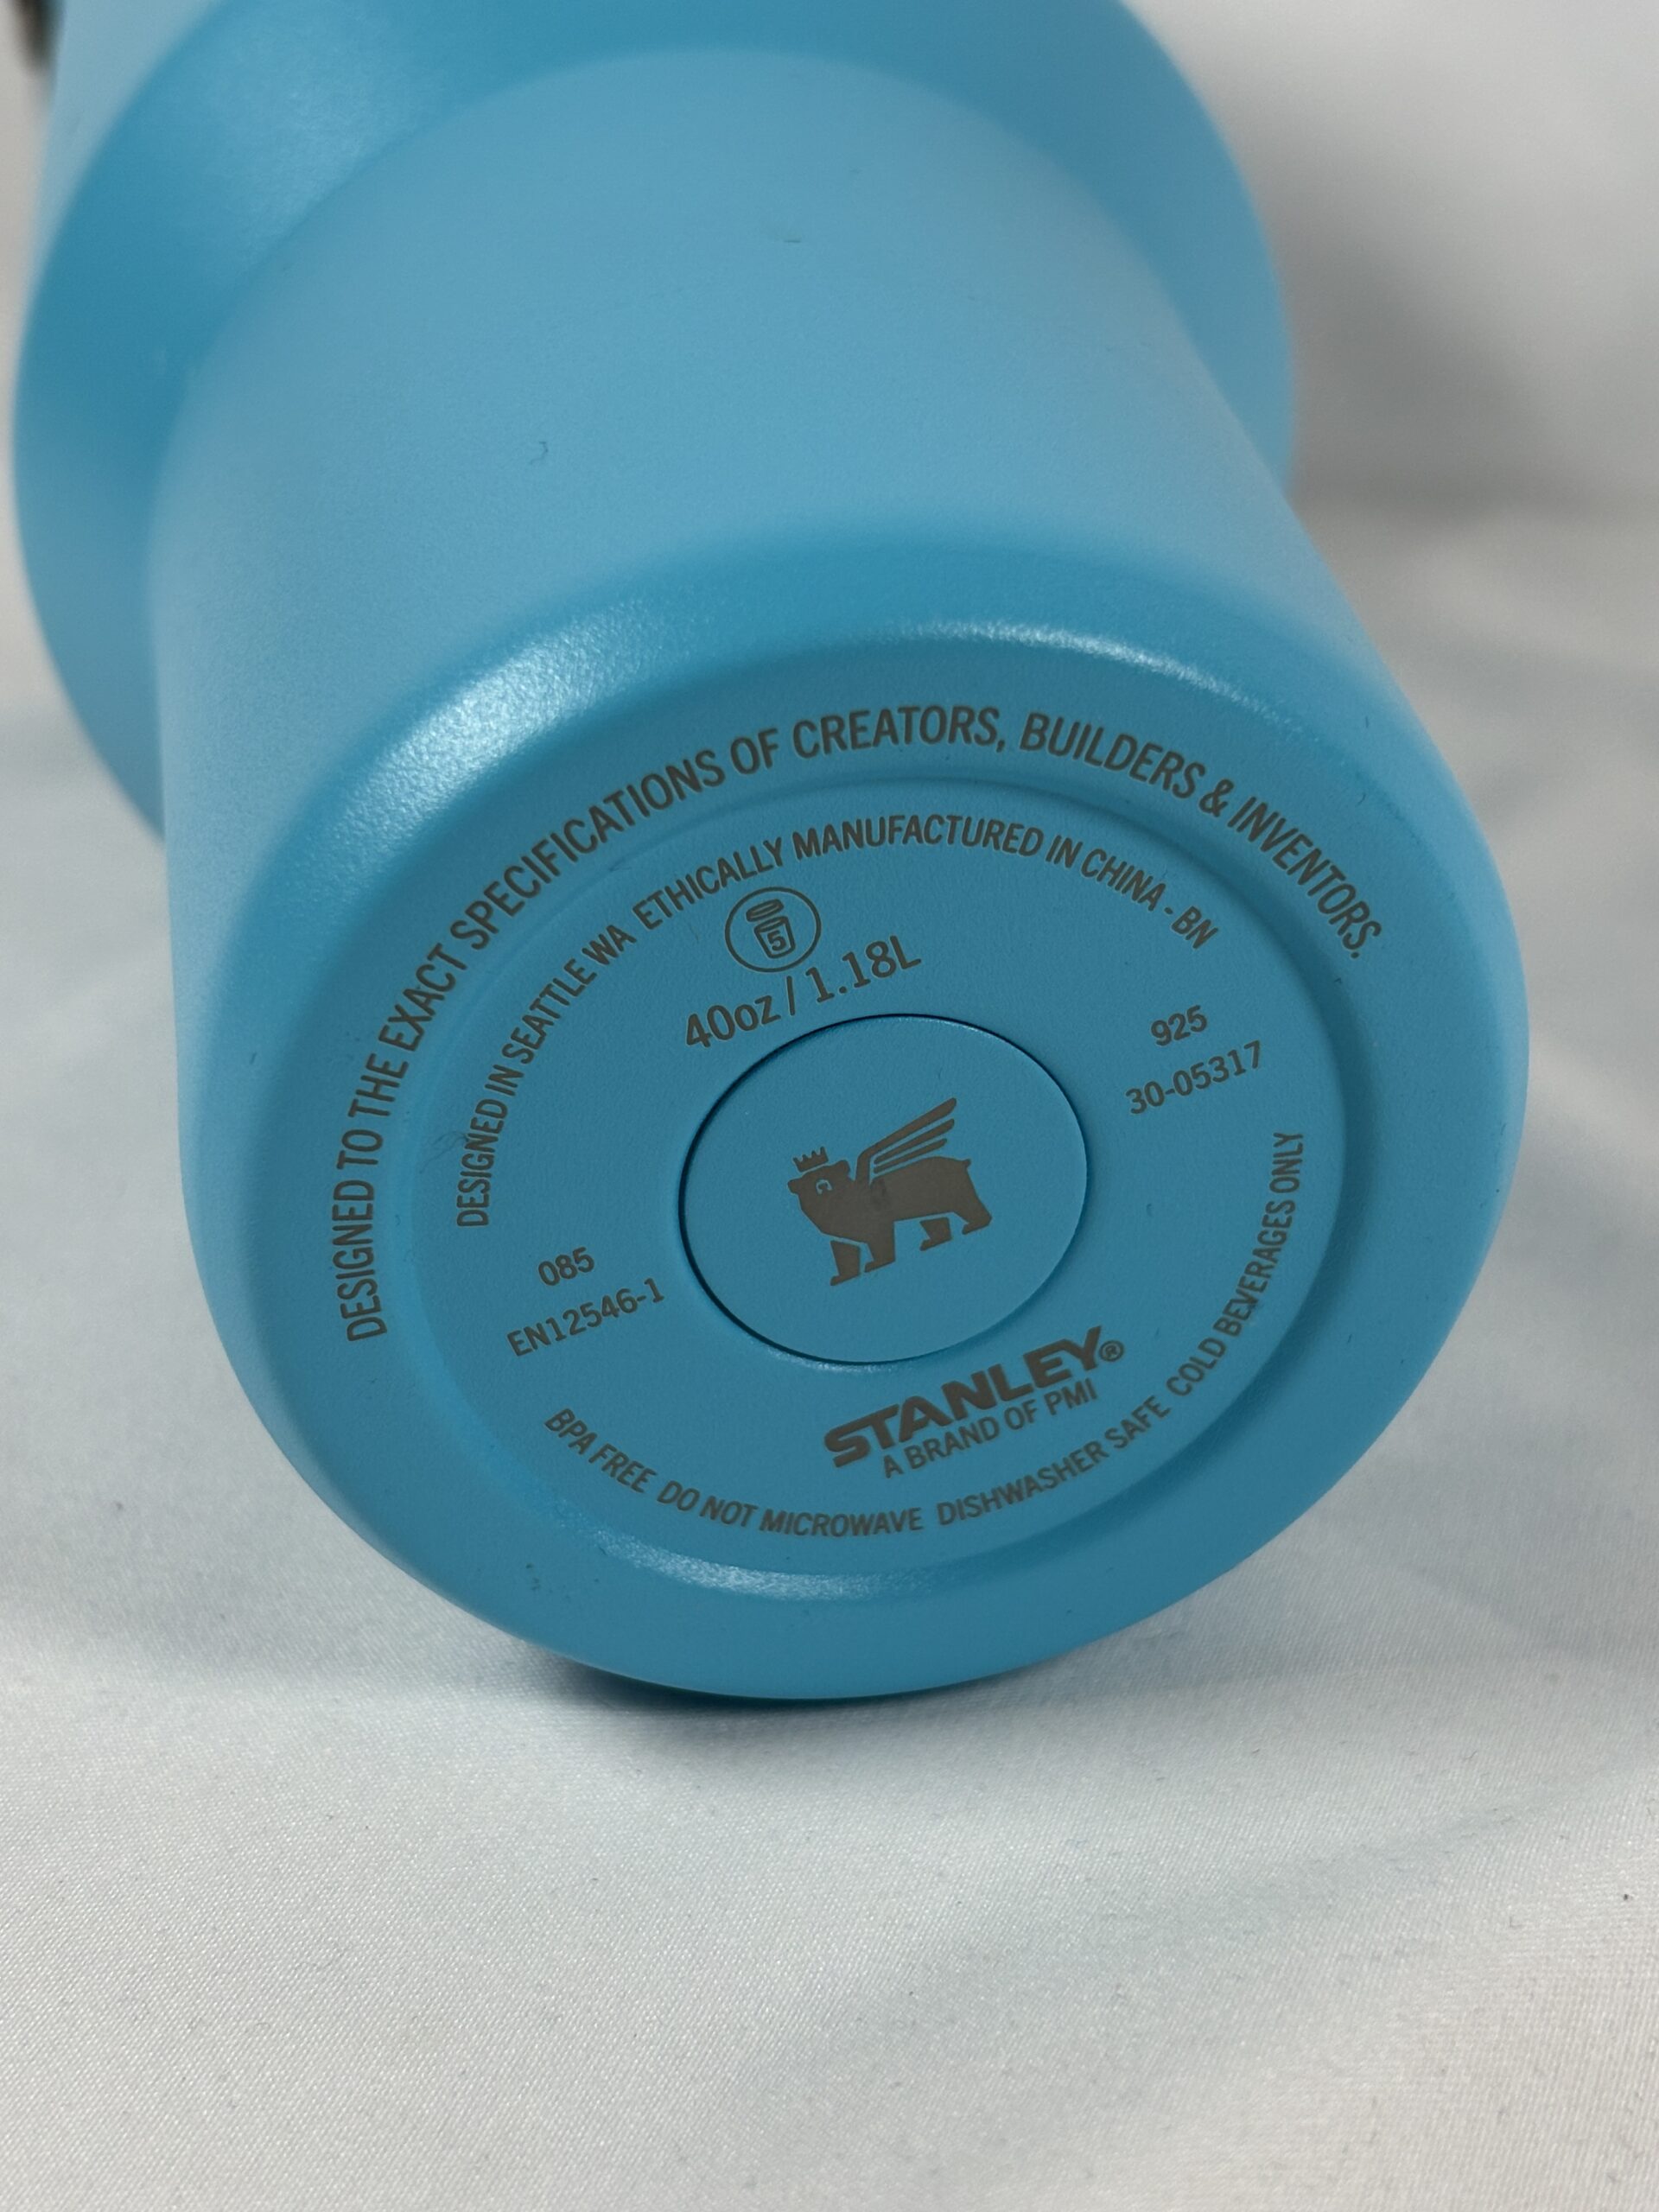 DESIGNED TO THE EXACT SPECIFICATIONS OF CREATORS, BUILDERS & INVENTORS.
DESIGNED IN SEATTLE WA  ETHICALLY MANUFACTURED IN CHINA - BN
5
40oz / 1.18L
925
30-05317
085
EN12546-1
STANLEY®
A BRAND OF PMI
BPA FREE  DO NOT MICROWAVE  DISHWASHER SAFE  COLD BEVERAGES ONLY